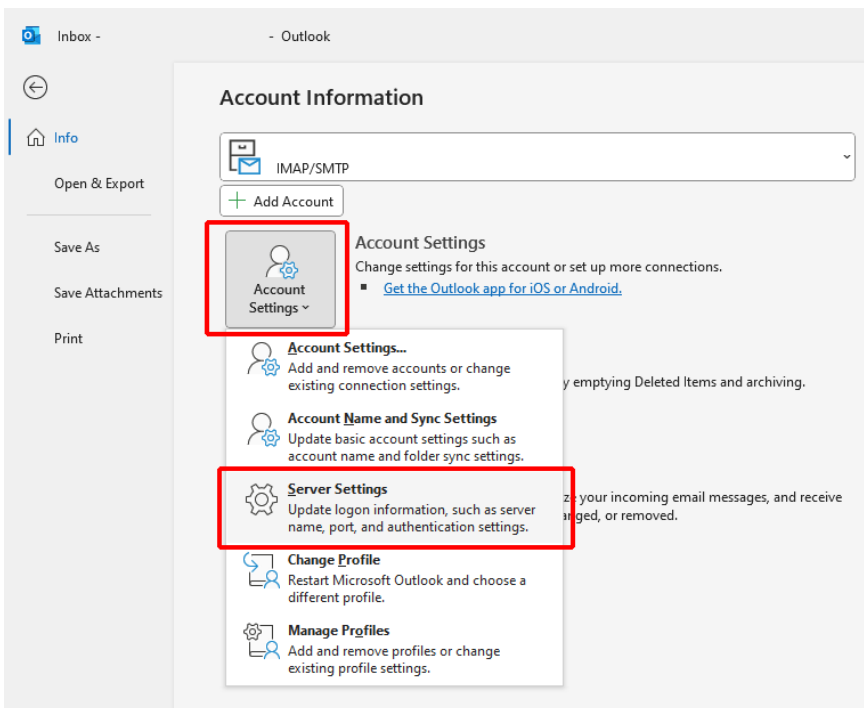 Inbox - - Outlook
Account Information
Info
IMAP/SMTP
Open & Export
Add Account
Save As
Save Attachments
Print
Account
Settings
Account Settings
Change settings for this account or set up more connections.
Get the Outlook app for iOS or Android.
Account Settings...
Add and remove accounts or change
existing connection settings.
y emptying Deleted Items and archiving.
Account Name and Sync Settings
Update basic account settings such as
account name and folder sync settings.
Server Settings
Update logon information, such as server
name, port, and authentication settings.
ze your incoming email messages, and receive
anged, or removed.
Change Profile
Restart Microsoft Outlook and choose a
different profile.
Manage Profiles
Add and remove profiles or change
existing profile settings.